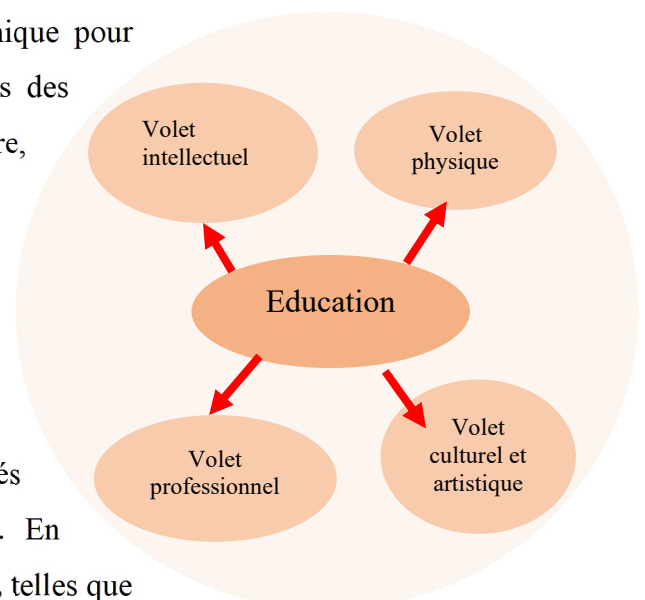 nique pour
s des
re,
Volet
intellectuel
Volet
physique
Education
Volet
professionnel
Volet
culturel et
artistique
és
. En
, telles que